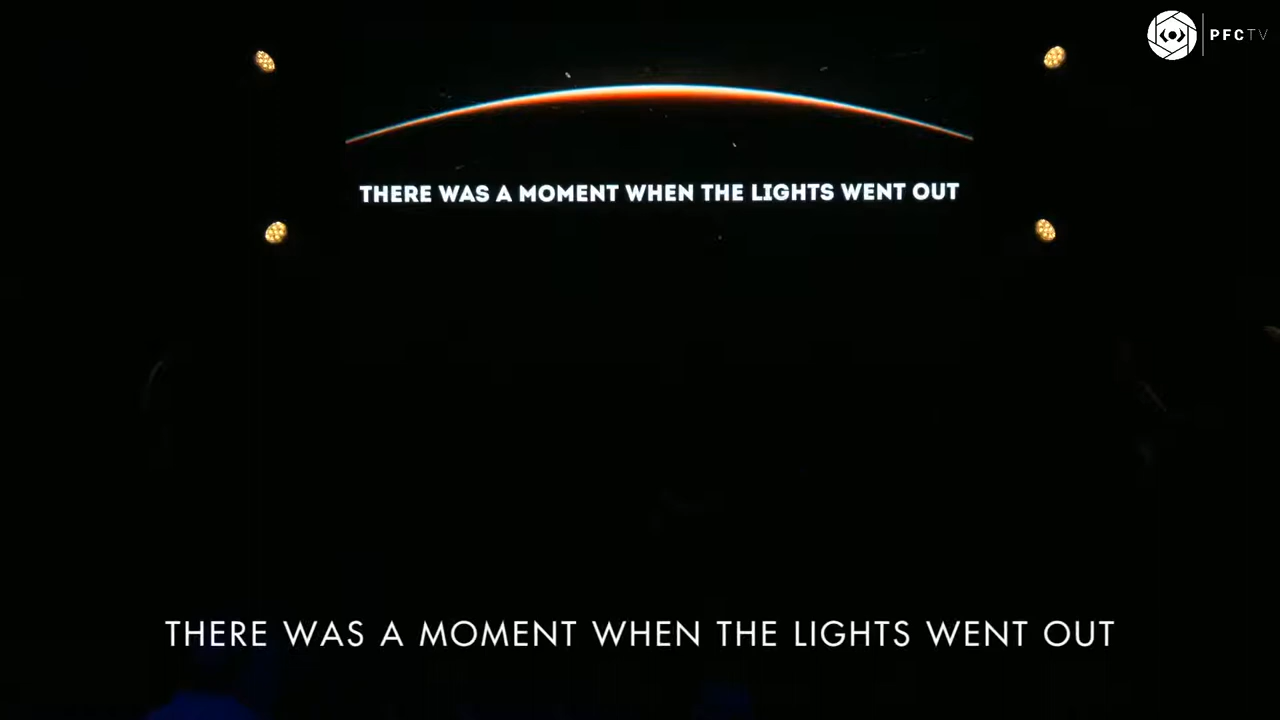 PFCTV
THERE WAS A MOMENT WHEN THE LIGHTS WENT OUT
THERE WAS A MOMENT WHEN THE LIGHTS WENT OUT